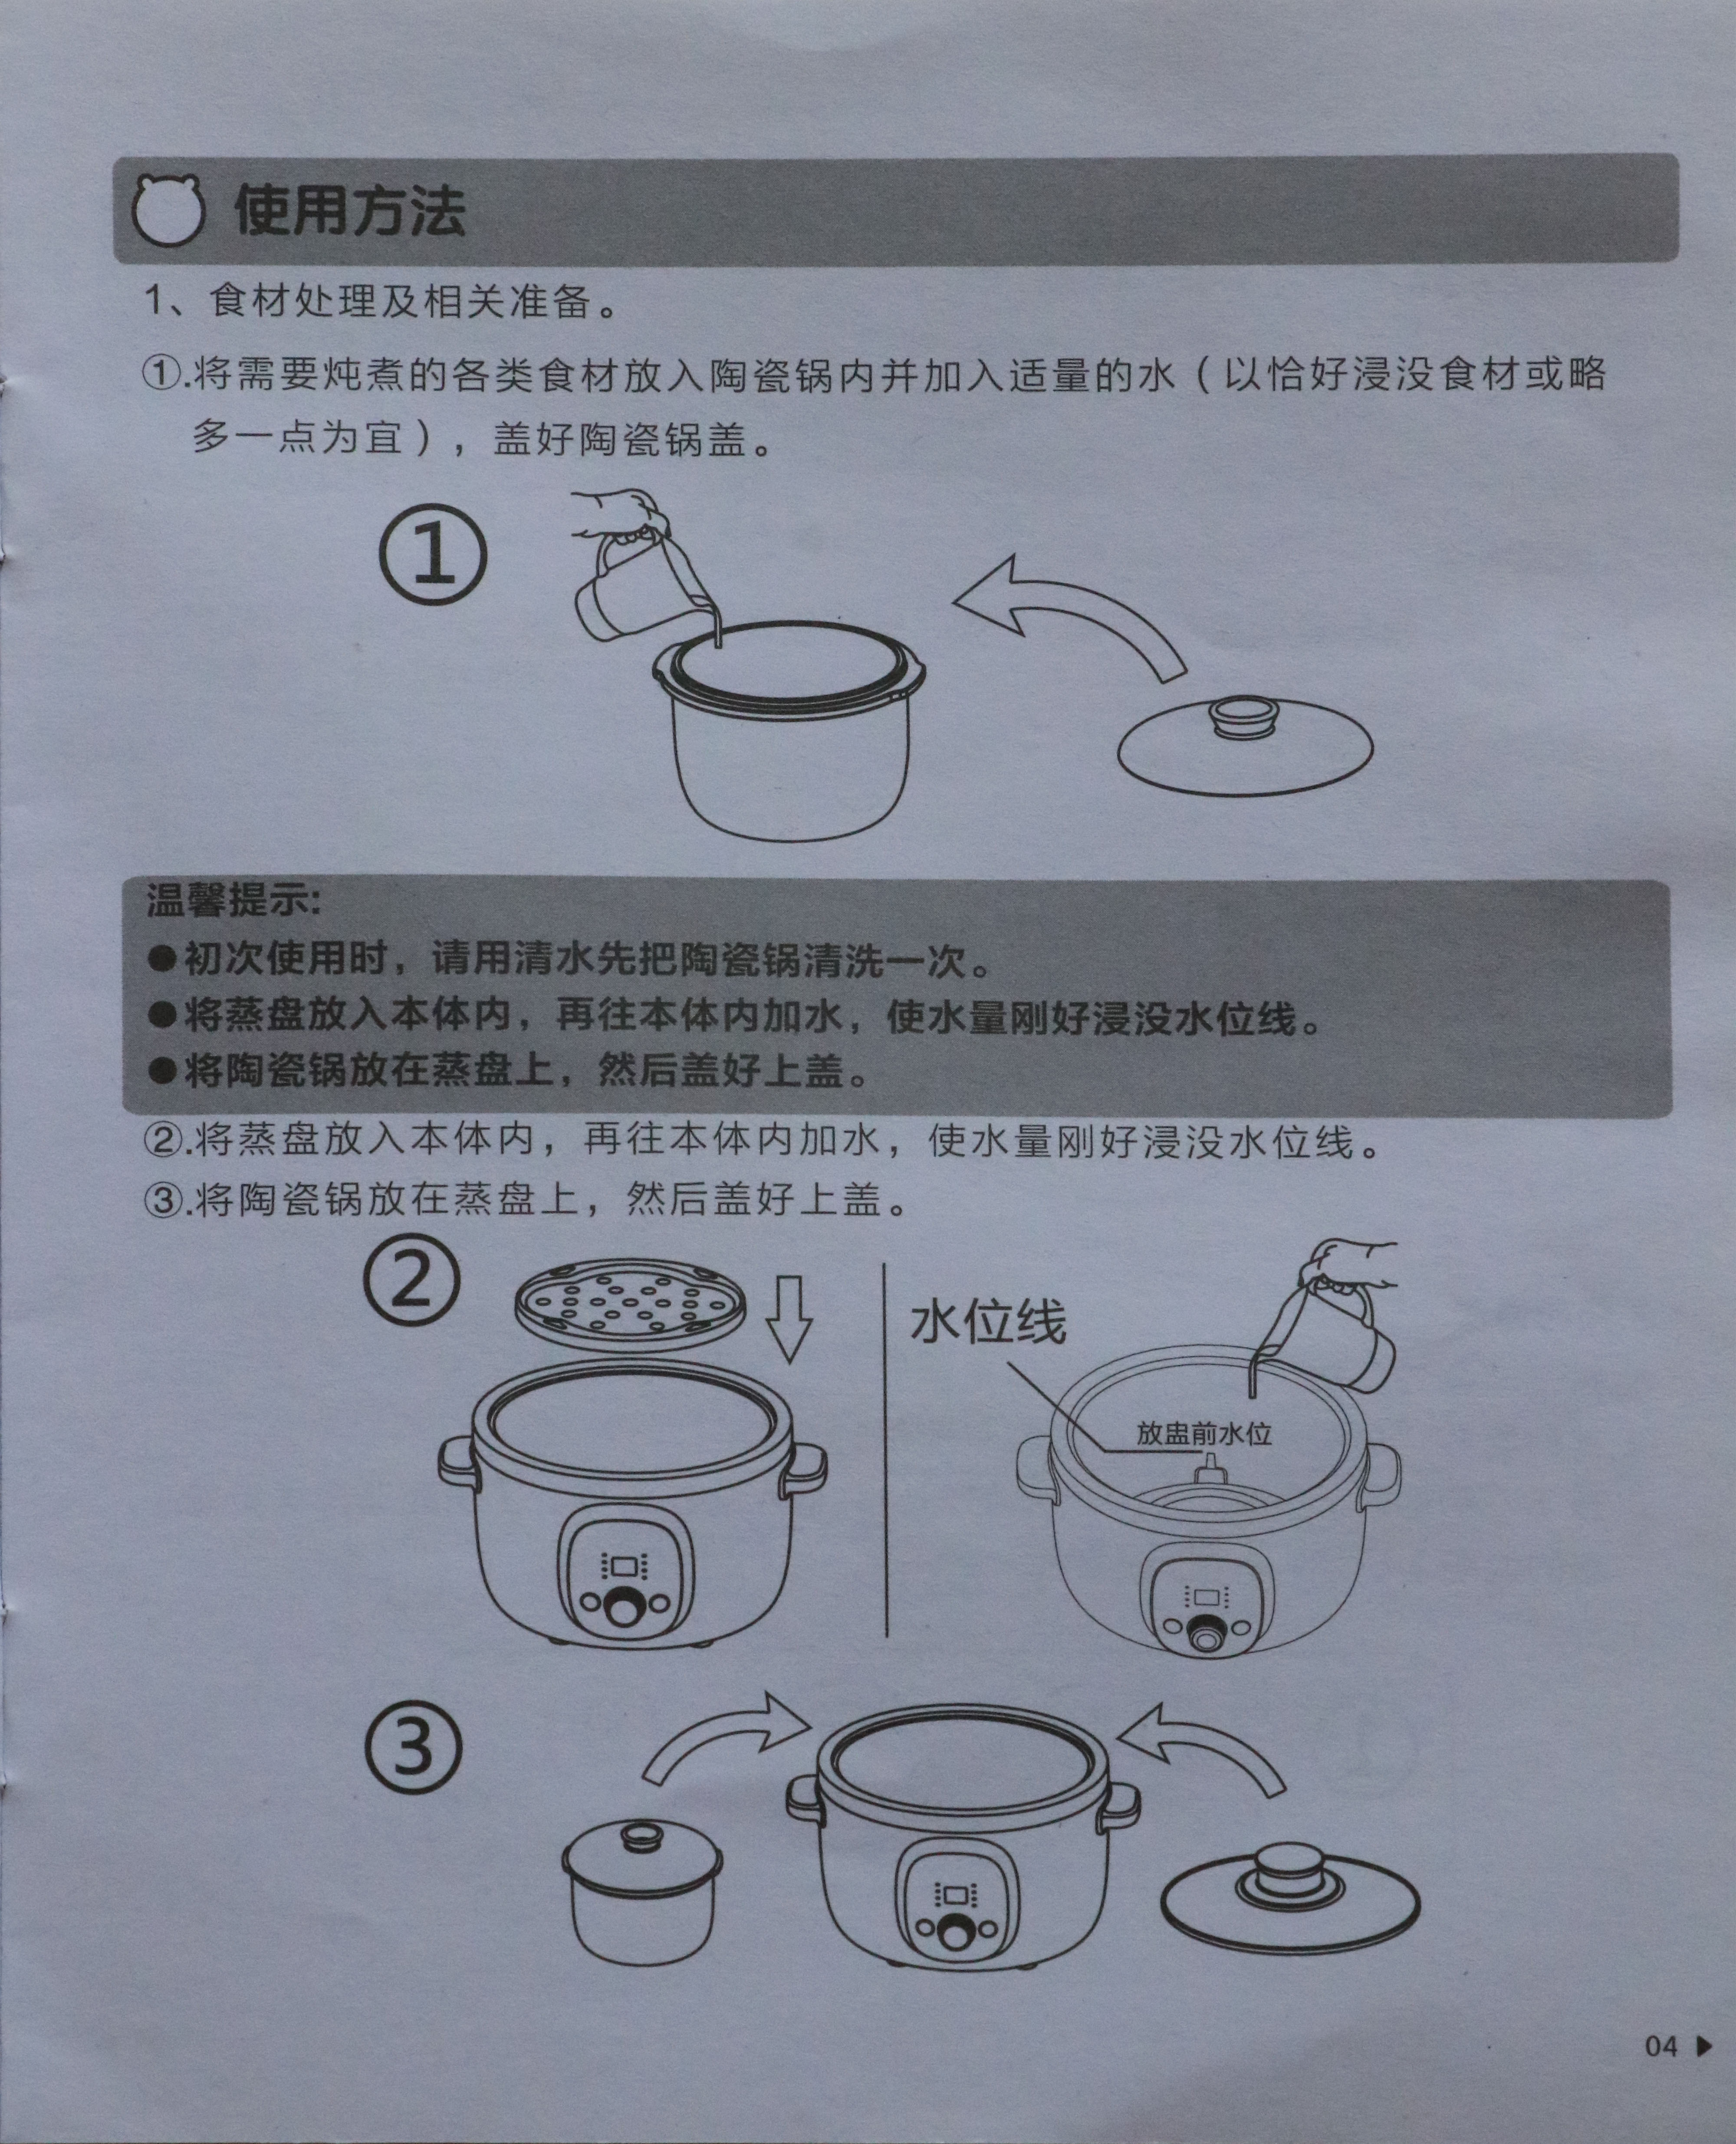 使用方法
1、食材处理及相关准备。
①.将需要炖煮的各类食材放入陶瓷锅内并加入适量的水（以恰好浸没食材或略
多一点为宜），盖好陶瓷锅盖。
①
温馨提示:
●初次使用时，请用清水先把陶瓷锅清洗一次。
●将蒸盘放入本体内，再往本体内加水，使水量刚好浸没水位线。
●将陶瓷锅放在蒸盘上，然后盖好上盖。
②.将蒸盘放入本体内，再往本体内加水，使水量刚好浸没水位线。
③.将陶瓷锅放在蒸盘上，然后盖好上盖。
②
水位线
放盅前水位
③
04